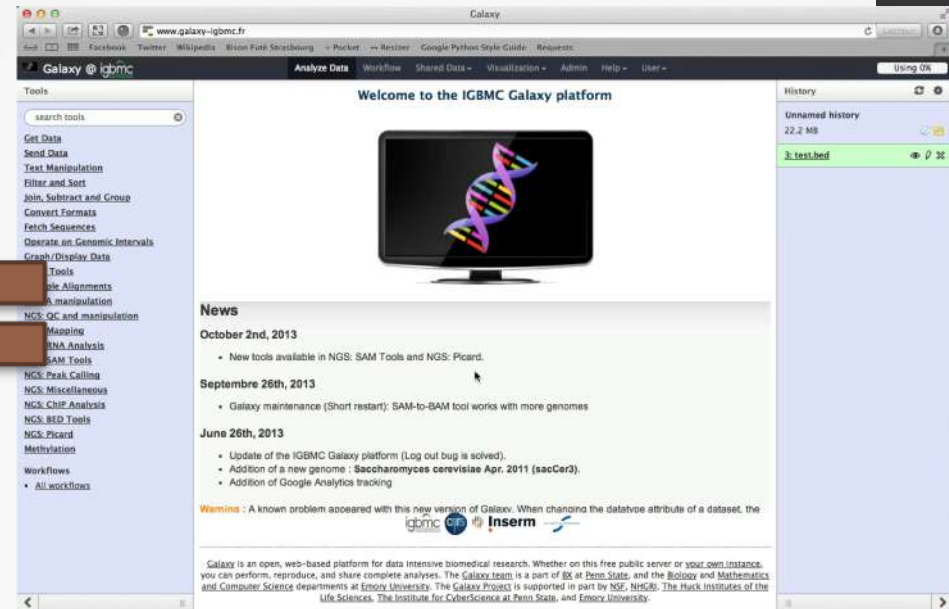 Galaxy
www.galaxy-igbmc.fr
Facebook Twitter Wikipedia Bison Futé Strasbourg + Pocket Resizer Google Python Style Guide Requests
Galaxy @ igbmc
Analyze Data Workflow Shared Data Visualization Admin Help User
Using 0%
Tools
search tools
Get Data
Send Data
Text Manipulation
Filter and Sort
Join, Subtract and Group
Convert Formats
Fetch Sequences
Operate on Genomic Intervals
Graph/Display Data
Tools
Alignments
manipulation
NGS: QC and manipulation
Mapping
RNA Analysis
SAM Tools
NGS: Peak Calling
NGS: Miscellaneous
NGS: ChIP Analysis
NGS: BED Tools
NGS: Picard
Methylation
Workflows
• All workflows
Welcome to the IGBMC Galaxy platform
News
October 2nd, 2013
• New tools available in NGS: SAM Tools and NGS: Picard.
Septembre 26th, 2013
• Galaxy maintenance (Short restart): SAM-to-BAM tool works with more genomes
June 26th, 2013
• Update of the IGBMC Galaxy platform (Log out bug is solved).
• Addition of a new genome : Saccharomyces cerevisiae Apr. 2011 (sacCer3).
• Addition of Google Analytics tracking
Warning : A known problem appeared with this new version of Galaxy. When changing the datatype attribute of a dataset, the
igbmc cnrs Inserm
Galaxy is an open, web-based platform for data intensive biomedical research. Whether on this free public server or your own instance,
you can perform, reproduce, and share complete analyses. The Galaxy team is a part of BX at Penn State, and the Biology and Mathematics
and Computer Science departments at Emory University. The Galaxy Project is supported in part by NSF, NHGRI, The Huck Institutes of
the Life Sciences, The Institute for CyberScience at Penn State, and Emory University.
History
Unnamed history
22.2 MB
3: test.bed